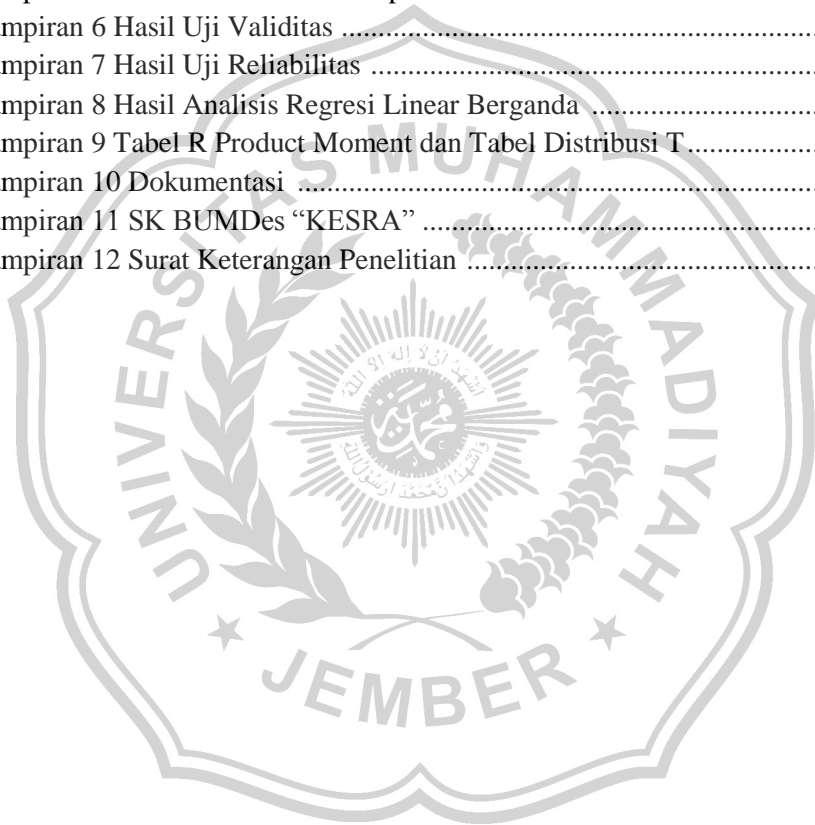 mpiran 6 Hasil Uji Validitas ....................................................................................
mpiran 7 Hasil Uji Reliabilitas ...............................................................................
mpiran 8 Hasil Analisis Regresi Linear Berganda ..........................................
mpiran 9 Tabel R Product Moment dan Tabel Distribusi T........................
mpiran 10 Dokumentasi ...........................................................................................
mpiran 11 SK BUMDes “KESRA” .....................................................................
mpiran 12 Surat Keterangan Penelitian ..............................................................
UNIVERSITAS MUHAMMADIYAH
JEMBER